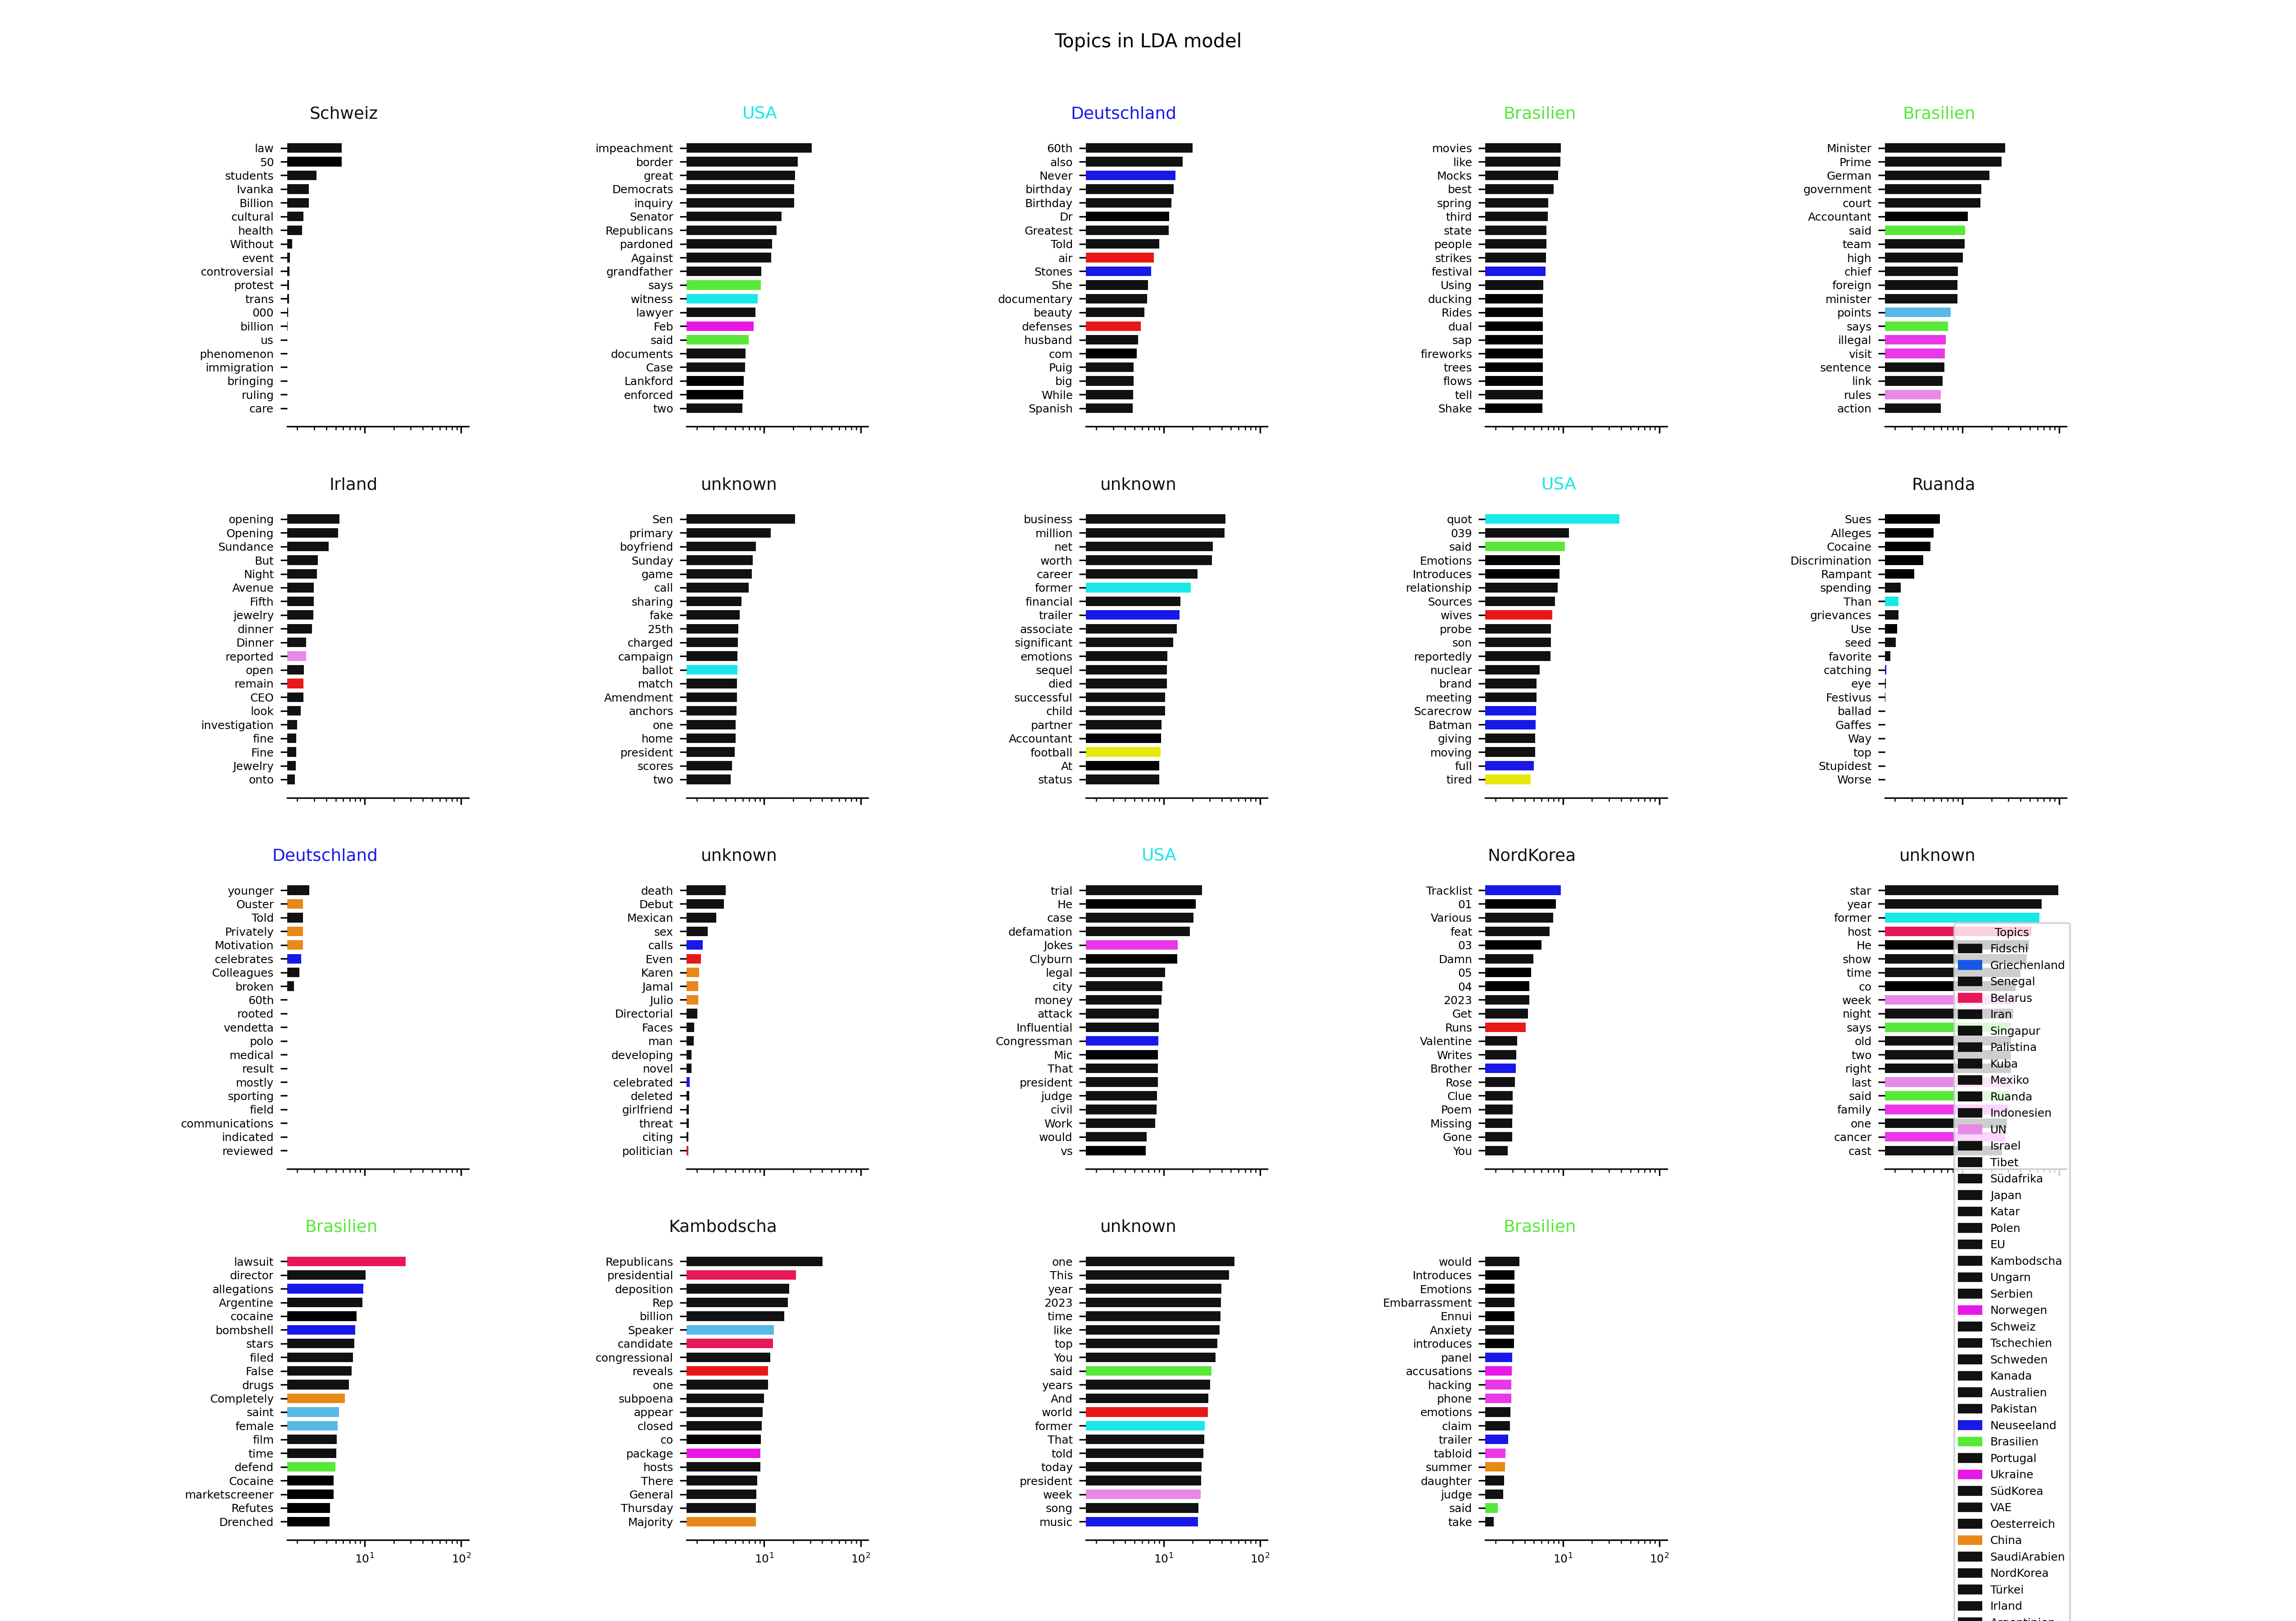 Topics in LDA model
Schweiz
law
50
students
Ivanka
Billion
cultural
health
Without
event
controversial
protest
trans
000
billion
us
phenomenon
immigration
bringing
ruling
care
USA
impeachment
border
great
Democrats
inquiry
Senator
Republicans
pardoned
Against
grandfather
says
witness
lawyer
Feb
said
documents
Case
Lankford
enforced
two
Deutschland
60th
also
Never
birthday
Birthday
Dr
Greatest
Told
air
Stones
She
documentary
beauty
defenses
husband
com
Puig
big
While
Spanish
Brasilien
movies
like
Mocks
best
spring
third
state
people
strikes
festival
Using
ducking
Rides
dual
sap
fireworks
trees
flows
tell
Shake
Brasilien
Minister
Prime
German
government
court
Accountant
said
team
high
chief
foreign
minister
points
says
illegal
visit
sentence
link
rules
action
Irland
opening
Opening
Sundance
But
Night
Avenue
Fifth
jewelry
dinner
Dinner
reported
open
remain
CEO
look
investigation
fine
Fine
Jewelry
onto
unknown
Sen
primary
boyfriend
Sunday
game
call
sharing
fake
25th
charged
campaign
ballot
match
Amendment
anchors
one
home
president
scores
two
unknown
business
million
net
worth
career
former
financial
trailer
associate
significant
emotions
sequel
died
successful
child
partner
Accountant
football
At
status
USA
quot
039
said
Emotions
Introduces
relationship
Sources
wives
probe
son
reportedly
nuclear
brand
meeting
Scarecrow
Batman
giving
moving
full
tired
Ruanda
Sues
Alleges
Cocaine
Discrimination
Rampant
spending
Than
grievances
Use
seed
favorite
catching
eye
Festivus
ballad
Gaffes
Way
top
Stupidest
Worse
Deutschland
younger
Ouster
Told
Privately
Motivation
celebrates
Colleagues
broken
60th
rooted
vendetta
polo
medical
result
mostly
sporting
field
communications
indicated
reviewed
unknown
death
Debut
Mexican
sex
calls
Even
Karen
Jamal
Julio
Directorial
Faces
man
developing
novel
celebrated
deleted
girlfriend
threat
citing
politician
USA
trial
He
case
defamation
Jokes
Clyburn
legal
city
money
attack
Influential
Congressman
Mic
That
president
judge
civil
Work
would
vs
NordKorea
Tracklist
01
Various
feat
03
Damn
05
04
2023
Get
Runs
Valentine
Writes
Brother
Rose
Clue
Poem
Missing
Gone
You
unknown
star
year
former
host
He
show
time
co
week
night
says
old
two
right
last
said
family
one
cancer
cast
Brasilien
lawsuit
director
allegations
Argentine
cocaine
bombshell
stars
filed
False
drugs
Completely
saint
female
film
time
defend
Cocaine
marketscreener
Refutes
Drenched
10¹ 10²
Kambodscha
Republicans
presidential
deposition
Rep
billion
Speaker
candidate
congressional
reveals
one
subpoena
appear
closed
co
package
hosts
There
General
Thursday
Majority
10¹ 10²
unknown
one
This
year
2023
time
like
top
You
said
years
And
world
former
That
told
today
president
week
song
music
10¹ 10²
Brasilien
would
Introduces
Emotions
Embarrassment
Ennui
Anxiety
introduces
panel
accusations
hacking
phone
emotions
claim
trailer
tabloid
summer
daughter
judge
said
take
10¹ 10²
Topics
Fidschi
Griechenland
Senegal
Belarus
Iran
Singapur
Palistina
Kuba
Mexiko
Ruanda
Indonesien
UN
Israel
Tibet
Südafrika
Japan
Katar
Polen
EU
Kambodscha
Ungarn
Serbien
Norwegen
Schweiz
Tschechien
Schweden
Kanada
Australien
Pakistan
Neuseeland
Brasilien
Portugal
Ukraine
SüdKorea
VAE
Oesterreich
China
SaudiArabien
NordKorea
Türkei
Irland